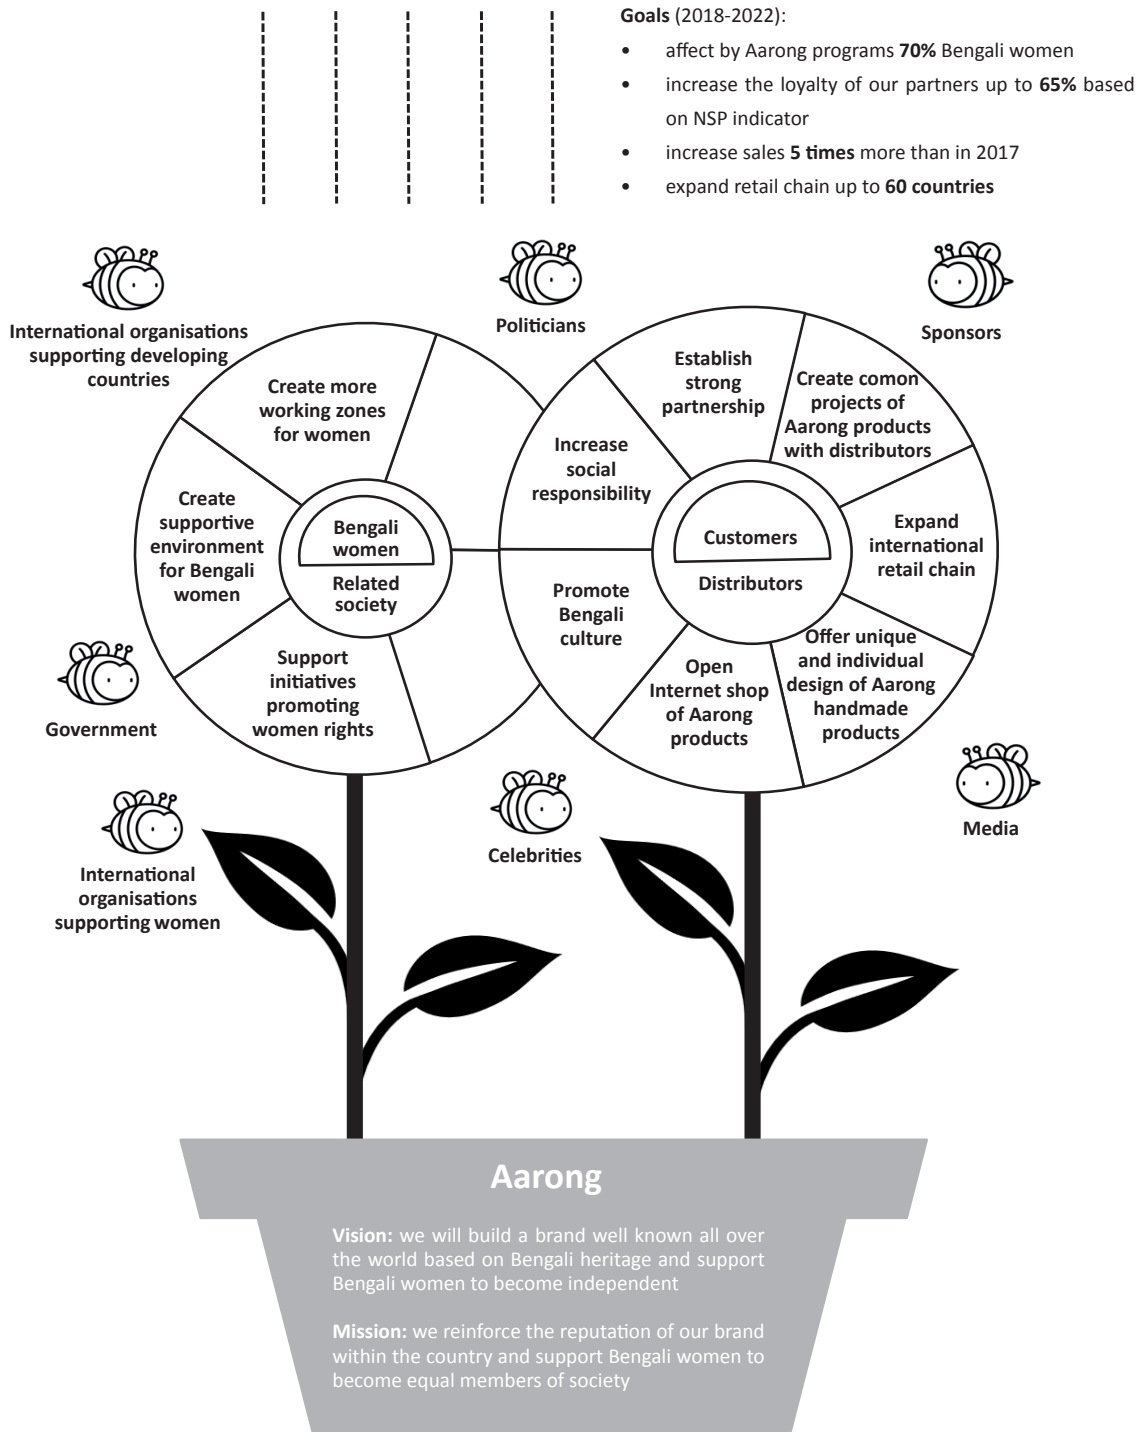 Goals (2018-2022):
• affect by Aarong programs 70% Bengali women
• increase the loyalty of our partners up to 65% based
on NSP indicator
• increase sales 5 times more than in 2017
• expand retail chain up to 60 countries
International organisations
supporting developing
countries
Politicians
Sponsors
Create more
working zones
for women
Create
supportive
environment
for Bengali
women
Support
initiatives
promoting
women rights
Bengali
women
Related
society
Increase
social
responsibility
Establish
strong
partnership
Create comon
projects of
Aarong products
with distributors
Expand
international
retail chain
Offer unique
and individual
design of Aarong
handmade
products
Open
Internet shop
of Aarong
products
Promote
Bengali
culture
Customers
Distributors
Government
International
organisations
supporting women
Celebrities
Media
Aarong
Vision: we will build a brand well known all over
the world based on Bengali heritage and support
Bengali women to become independent
Mission: we reinforce the reputation of our brand
within the country and support Bengali women to
become equal members of society